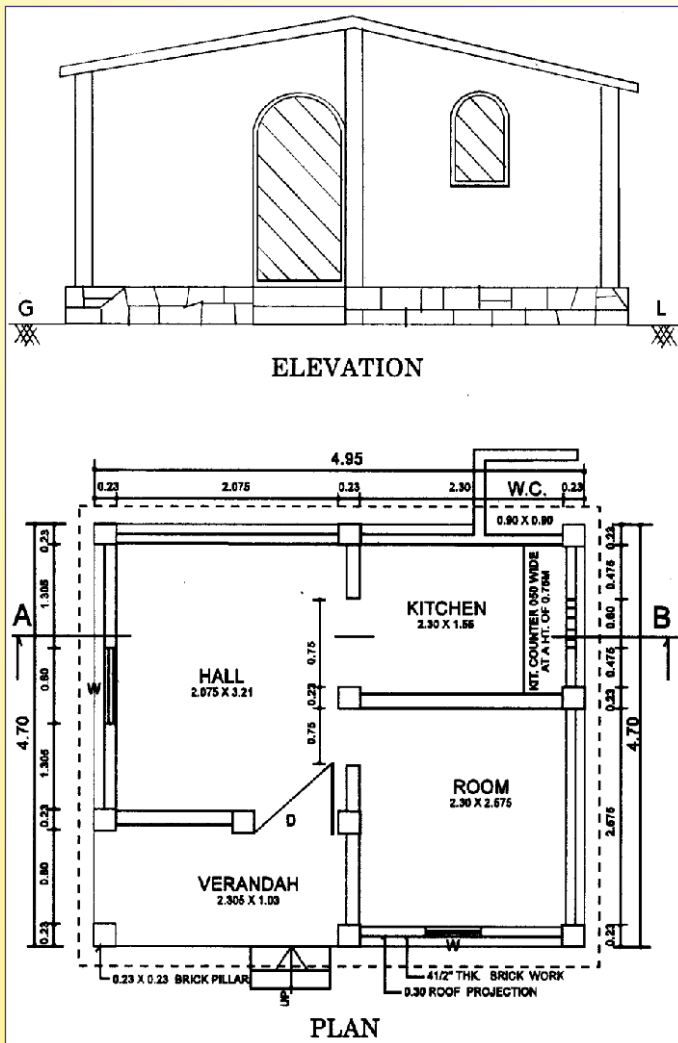 G
L
ELEVATION
4.95
0.23
2.075
0.23
2.30
W.C.
0.23
0.90 X 0.90
0.23
1.305
0.80
1.305
0.23
0.80
0.23
4.70
A
W
HALL
2.075 X 3.21
0.75
0.23
0.75
KITCHEN
2.30 X 1.55
KIT. COUNTER 050 WIDE
AT A HT. OF 0.75M
0.475
0.60
0.475
0.23
2.675
0.23
4.70
B
ROOM
2.30 X 2.575
D
VERANDAH
2.305 X 1.03
W
0.23 X 0.23 BRICK PILLAR
UP
41/2" THK. BRICK WORK
0.30 ROOF PROJECTION
PLAN